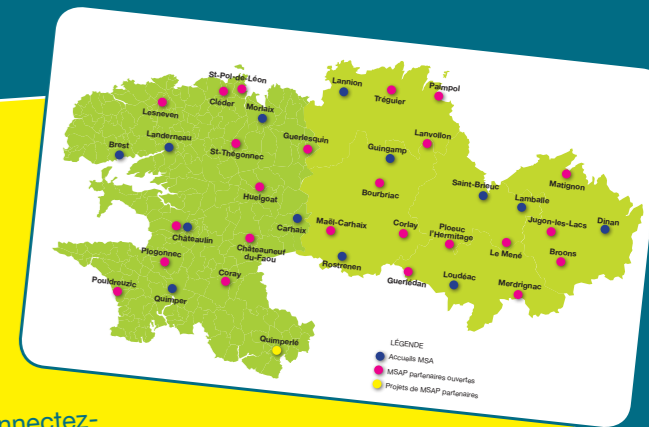 St-Pol-de-Léon
Lannion
Paimpol
Cléder
Morlaix
Tréguier
Lesneven
Landerneau
Guerlesquin
Lanvollon
Brest
St-Thégonnec
Guingamp
Matignon
Huelgoat
Bourbriac
Saint-Brieuc
Lamballe
Jugon-les-Lacs
Dinan
Carhaix
Maël-Carhaix
Corlay
Ploeuc
l'Hermitage
Châteaulin
Châteauneuf
du-Faou
Le Mené
Broons
Plogonnec
Rostrenen
Guerlédan
Loudéac
Merdrignac
Pouldreuzic
Coray
Quimper
Quimperlé
LÉGENDE
Accueils MSA
MSAP partenaires ouvertes
Projets de MSAP partenaires
nnectez-